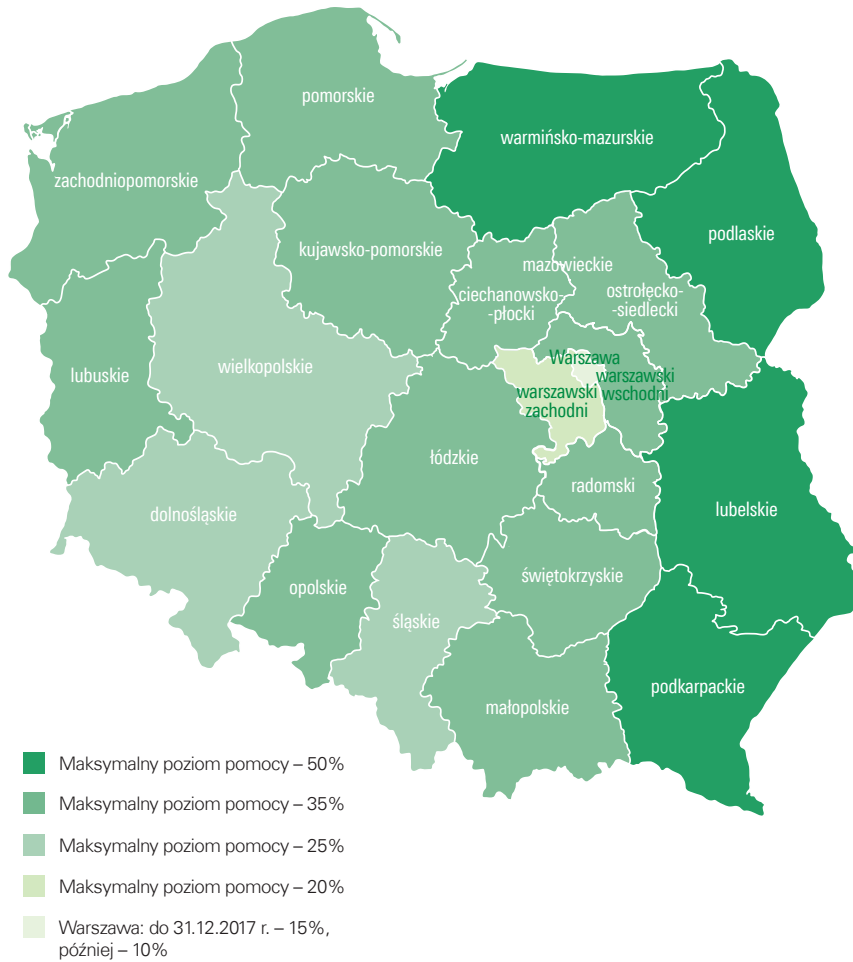 pomorskie
warmińsko-mazurskie
zachodniopomorskie
podlaskie
kujawsko-pomorskie
mazowieckie
ciechanowsko-
-płocki
ostrołęcko-
-siedlecki
wielkopolskie
lubuskie
Warszawa
warszawski
wschodni
warszawski
zachodni
łódzkie
radomski
dolnośląskie
lubelskie
opolskie
świętokrzyskie
śląskie
podkarpackie
małopolskie
Maksymalny poziom pomocy – 50%
Maksymalny poziom pomocy – 35%
Maksymalny poziom pomocy – 25%
Maksymalny poziom pomocy – 20%
Warszawa: do 31.12.2017 r. – 15%,
później – 10%